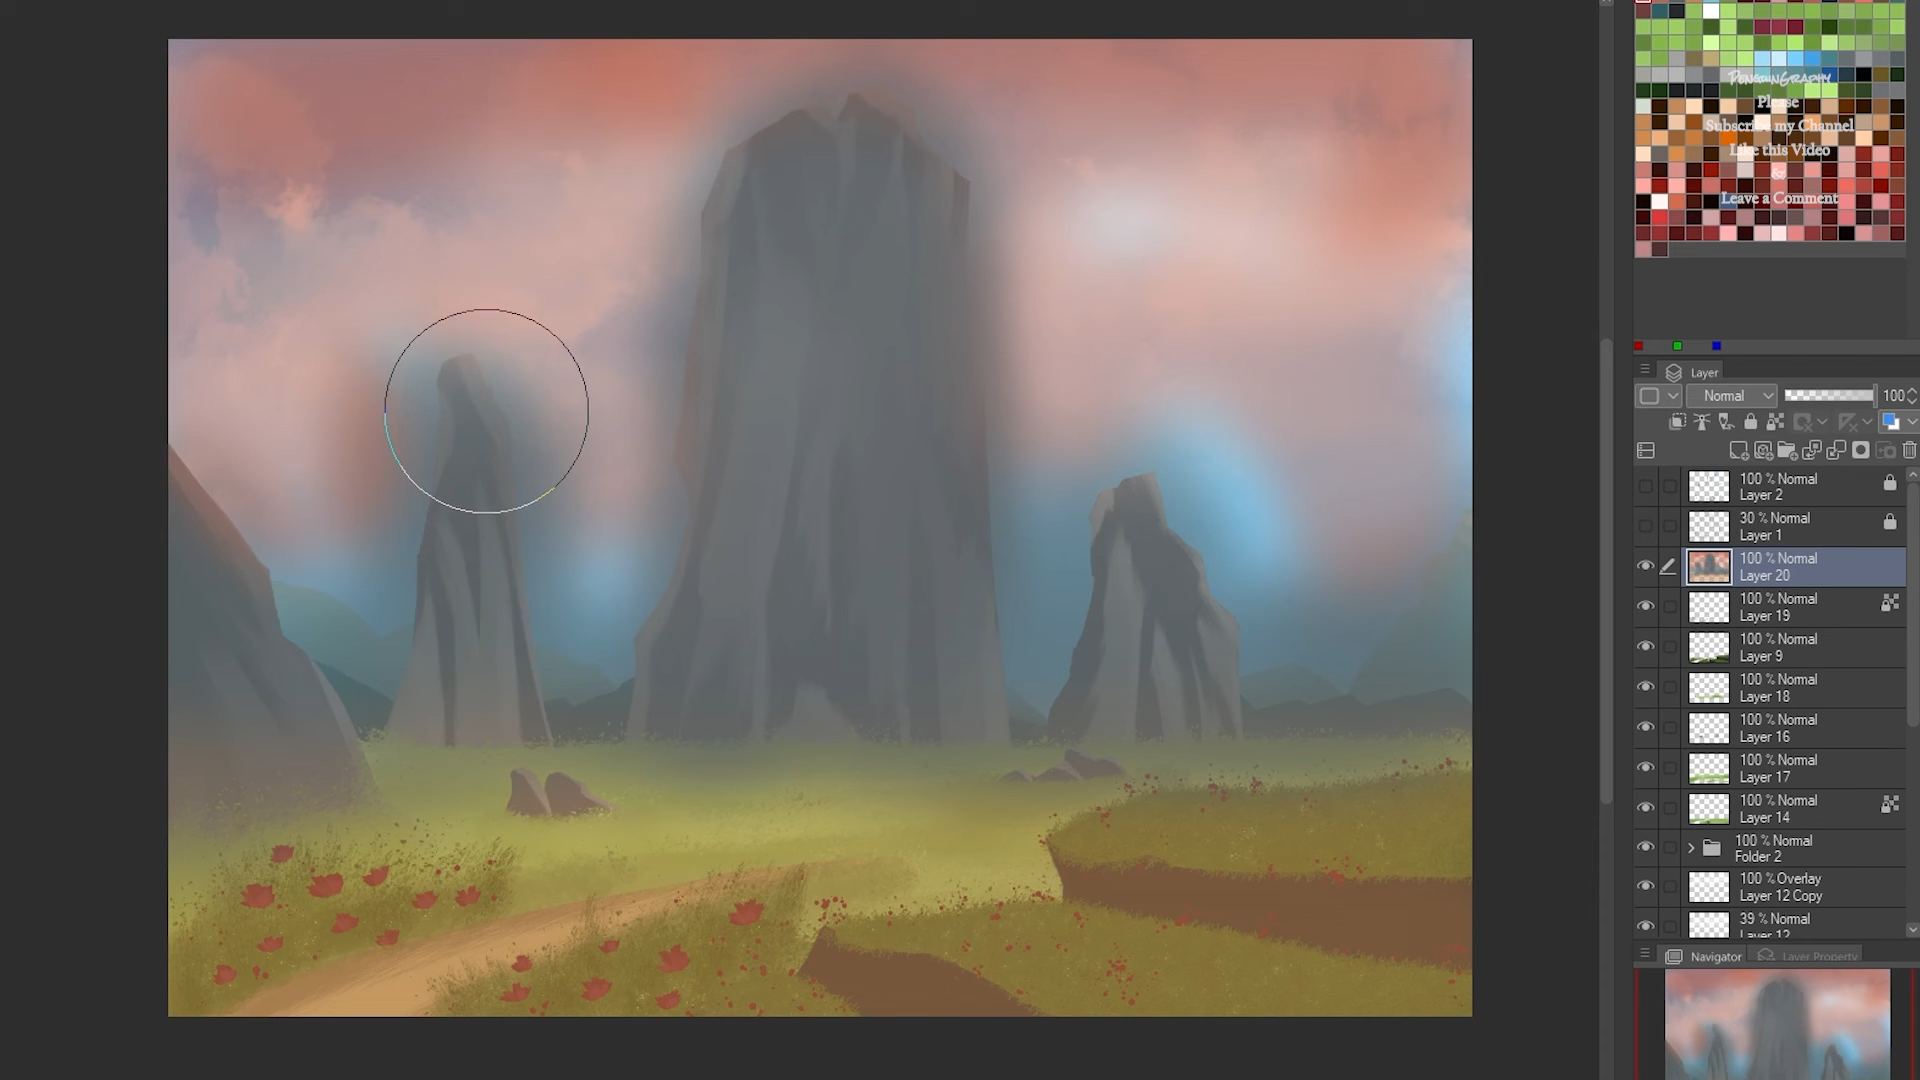 PenguinGraphy
Please
Subscribe my Channel
Like this Video
&
Leave a Comment
Layer
Normal
100
100 % Normal
Layer 2
30 % Normal
Layer 1
100 % Normal
Layer 20
100 % Normal
Layer 19
100 % Normal
Layer 9
100 % Normal
Layer 18
100 % Normal
Layer 16
100 % Normal
Layer 17
100 % Normal
Layer 14
100 % Normal
Folder 2
100 % Overlay
Layer 12 Copy
39 % Normal
Layer 12
Navigator
Layer Property